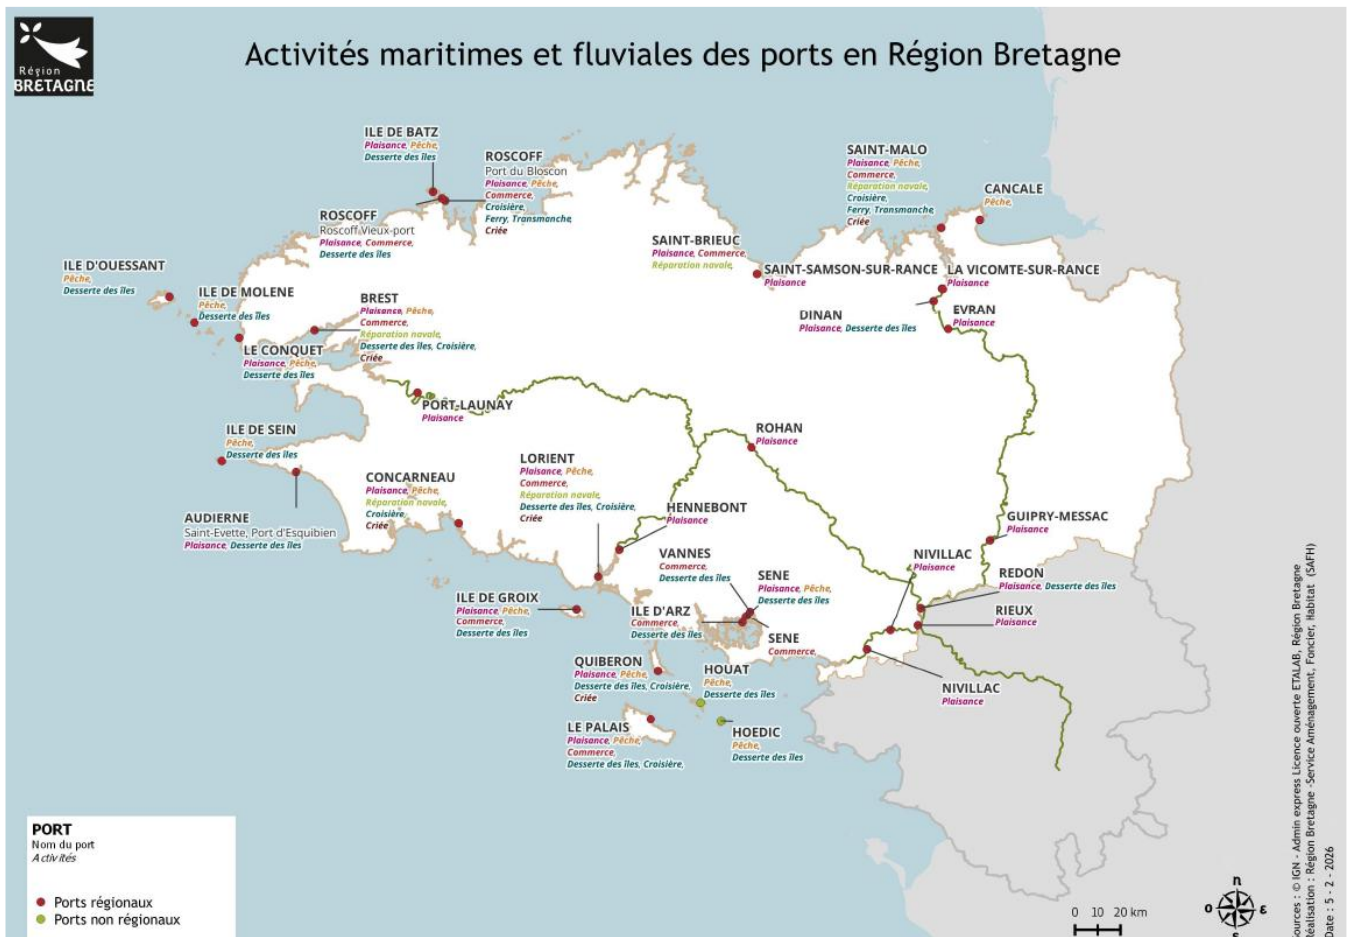 Région
BRETAGNE
Activités maritimes et fluviales des ports en Région Bretagne
ILE DE BATZ
Plaisance, Pêche,
Desserte des îles
ROSCOFF
Port du Bloscon
Plaisance, Pêche,
Commerce,
Croisière,
Ferry, Transmanche,
Criée
ROSCOFF
Roscoff Vieux-port
Plaisance, Commerce,
Desserte des îles
SAINT-MALO
Plaisance, Pêche,
Commerce,
Réparation navale,
Croisière,
Ferry, Transmanche,
Criée
CANCALE
Pêche,
SAINT-BRIEUC
Plaisance, Commerce,
Réparation navale,
SAINT-SAMSON-SUR-RANCE
Plaisance
LA VICOMTE-SUR-RANCE
Plaisance
DINAN
Plaisance, Desserte des îles
EVRAN
Plaisance
ILE D'OUESSANT
Pêche,
Desserte des îles
ILE DE MOLENE
Pêche,
Desserte des îles
BREST
Plaisance, Pêche,
Commerce,
Réparation navale,
Desserte des îles, Croisière,
Criée
LE CONQUET
Plaisance, Pêche,
Desserte des îles
PORT-LAUNAY
Plaisance
ROHAN
Plaisance
ILE DE SEIN
Pêche,
Desserte des îles
AUDIERNE
Saint-Evette, Port d'Esquibien
Plaisance, Desserte des îles
CONCARNEAU
Plaisance, Pêche,
Réparation navale,
Croisière,
Criée
LORIENT
Plaisance, Pêche,
Commerce,
Réparation navale,
Desserte des îles, Croisière,
Criée
HENNEBONT
Plaisance
GUIPRY-MESSAC
Plaisance
VANNES
Commerce,
Desserte des îles
SENE
Plaisance, Pêche,
Desserte des îles
NIVILLAC
Plaisance
REDON
Plaisance, Desserte des îles
RIEUX
Plaisance
ILE DE GROIX
Plaisance, Pêche,
Commerce,
Desserte des îles
ILE D'ARZ
Commerce,
Desserte des îles
SENE
Commerce,
QUIBERON
Plaisance, Pêche,
Desserte des îles, Croisière,
Criée
HOUAT
Pêche,
Desserte des îles
NIVILLAC
Plaisance
LE PALAIS
Plaisance, Pêche,
Commerce,
Desserte des îles, Croisière,
HOEDIC
Pêche,
Desserte des îles
PORT
Nom du port
Activités
Ports régionaux
Ports non régionaux
0 10 20 km
n
o
ε
s
Sources : © IGN - Admin express Licence ouverte ETALAB, Région Bretagne
Réalisation : Région Bretagne -Service Aménagement, Foncier, Habitat (SAFH)
Date : 5 - 2 - 2026